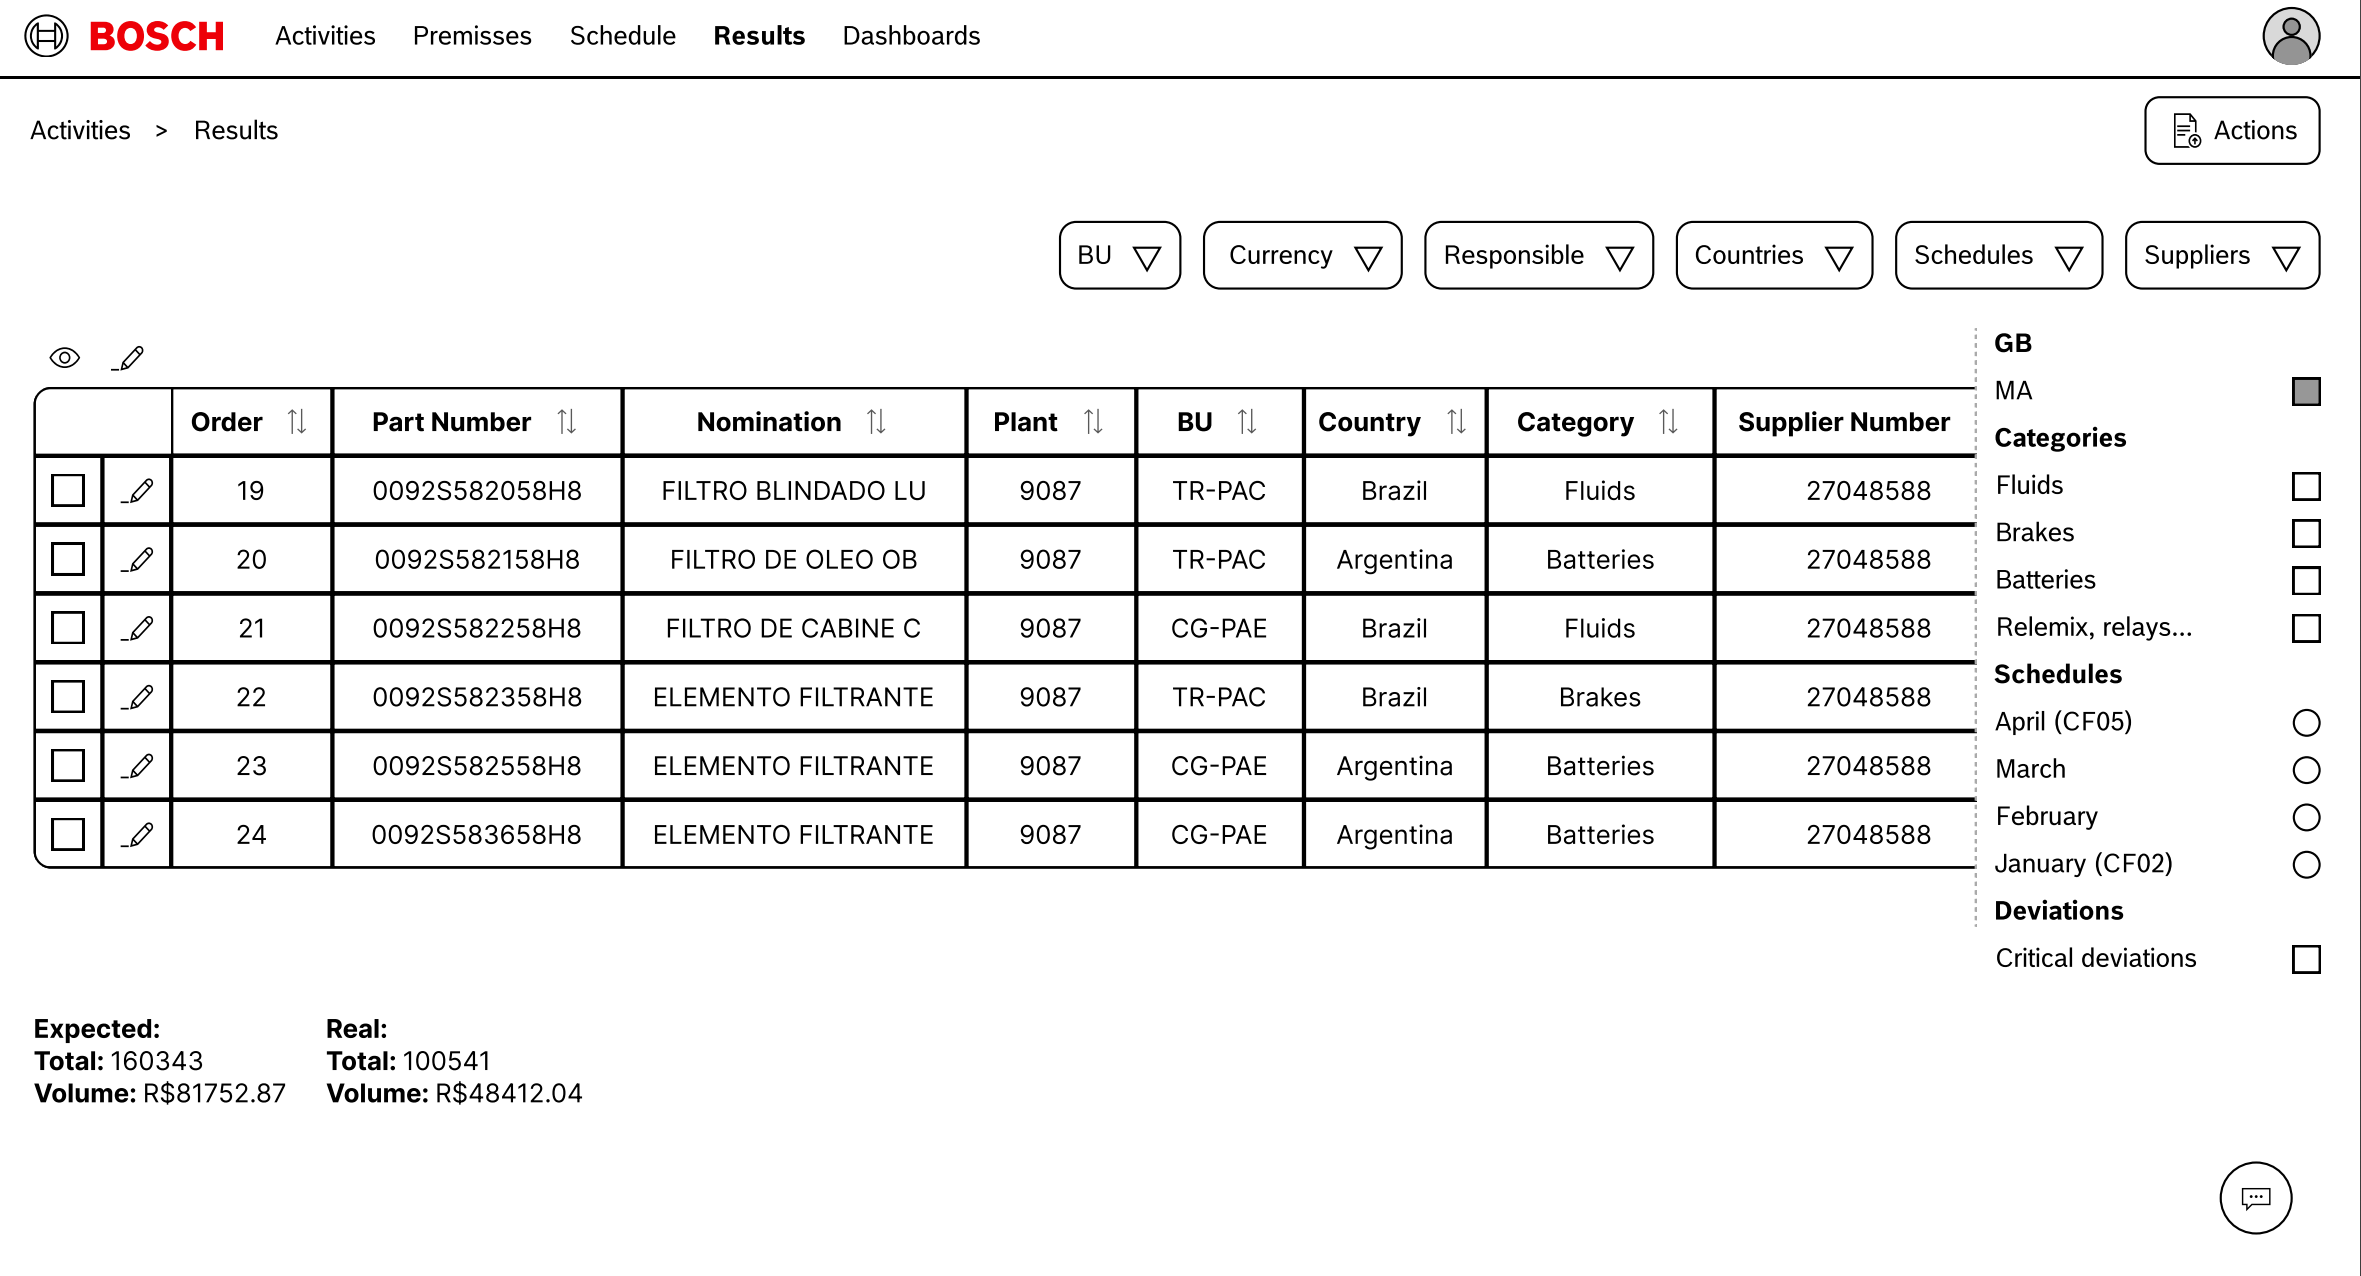 BOSCH Activities Premisses Schedule Results Dashboards
Activities > Results
Actions
BU Currency Responsible Countries Schedules Suppliers
Order Part Number Nomination Plant BU Country Category Supplier Number
19 0092S582058H8 FILTRO BLINDADO LU 9087 TR-PAC Brazil Fluids 27048588
20 0092S582158H8 FILTRO DE OLEO OB 9087 TR-PAC Argentina Batteries 27048588
21 0092S582258H8 FILTRO DE CABINE C 9087 CG-PAE Brazil Fluids 27048588
22 0092S582358H8 ELEMENTO FILTRANTE 9087 TR-PAC Brazil Brakes 27048588
23 0092S582558H8 ELEMENTO FILTRANTE 9087 CG-PAE Argentina Batteries 27048588
24 0092S583658H8 ELEMENTO FILTRANTE 9087 CG-PAE Argentina Batteries 27048588
GB
MA
Categories
Fluids
Brakes
Batteries
Relemix, relays...
Schedules
April (CF05)
March
February
January (CF02)
Deviations
Critical deviations
Expected:
Total: 160343
Volume: R$81752.87
Real:
Total: 100541
Volume: R$48412.04